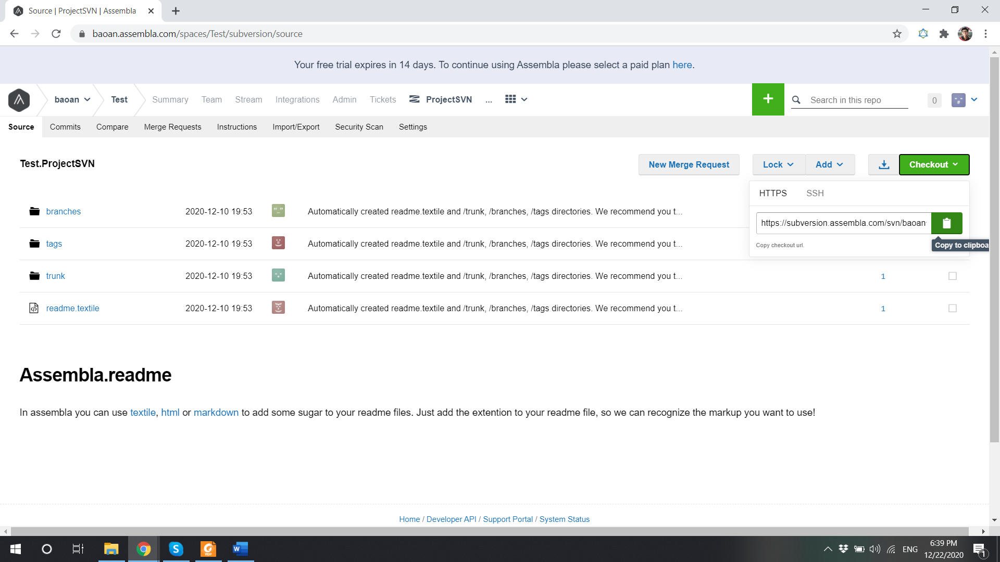 Source | ProjectSVN | Assembla
baoan.assembla.com/spaces/Test/subversion/source
Your free trial expires in 14 days. To continue using Assembla please select a paid plan here.
baoan Test Summary Team Stream Integrations Admin Tickets ProjectSVN ... + Search in this repo 0
Source Commits Compare Merge Requests Instructions Import/Export Security Scan Settings
Test.ProjectSVN New Merge Request Lock Add Checkout
HTTPS SSH
branches 2020-12-10 19:53 Automatically created readme.textile and /trunk, /branches, /tags directories. We recommend you t...
https://subversion.assembla.com/svn/baoan
tags 2020-12-10 19:53 Automatically created readme.textile and /trunk, /branches, /tags directories. We recommend you t...
Copy checkout url. Copy to clipboa
trunk 2020-12-10 19:53 Automatically created readme.textile and /trunk, /branches, /tags directories. We recommend you t... 1
readme.textile 2020-12-10 19:53 Automatically created readme.textile and /trunk, /branches, /tags directories. We recommend you t... 1
Assembla.readme
In assembla you can use textile, html or markdown to add some sugar to your readme files. Just add the extention to your readme file, so we can recognize the markup you want to use!
Home / Developer API / Support Portal / System Status
ENG
6:39 PM
12/22/2020
1